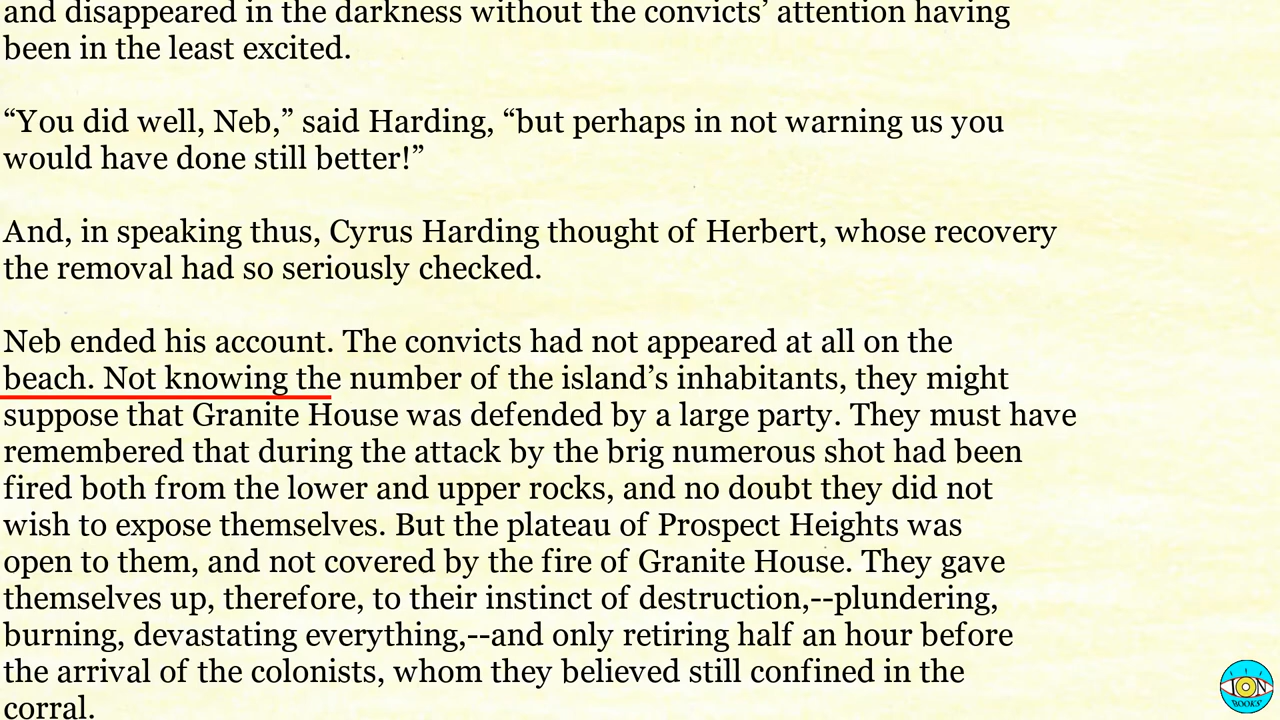 and disappeared in the darkness without the convicts’ attention having
been in the least excited.
“You did well, Neb,” said Harding, “but perhaps in not warning us you
would have done still better!”
And, in speaking thus, Cyrus Harding thought of Herbert, whose recovery
the removal had so seriously checked.
Neb ended his account. The convicts had not appeared at all on the
beach. Not knowing the number of the island’s inhabitants, they might
suppose that Granite House was defended by a large party. They must have
remembered that during the attack by the brig numerous shot had been
fired both from the lower and upper rocks, and no doubt they did not
wish to expose themselves. But the plateau of Prospect Heights was
open to them, and not covered by the fire of Granite House. They gave
themselves up, therefore, to their instinct of destruction,--plundering,
burning, devastating everything,--and only retiring half an hour before
the arrival of the colonists, whom they believed still confined in the
corral.
ION
BOOKS